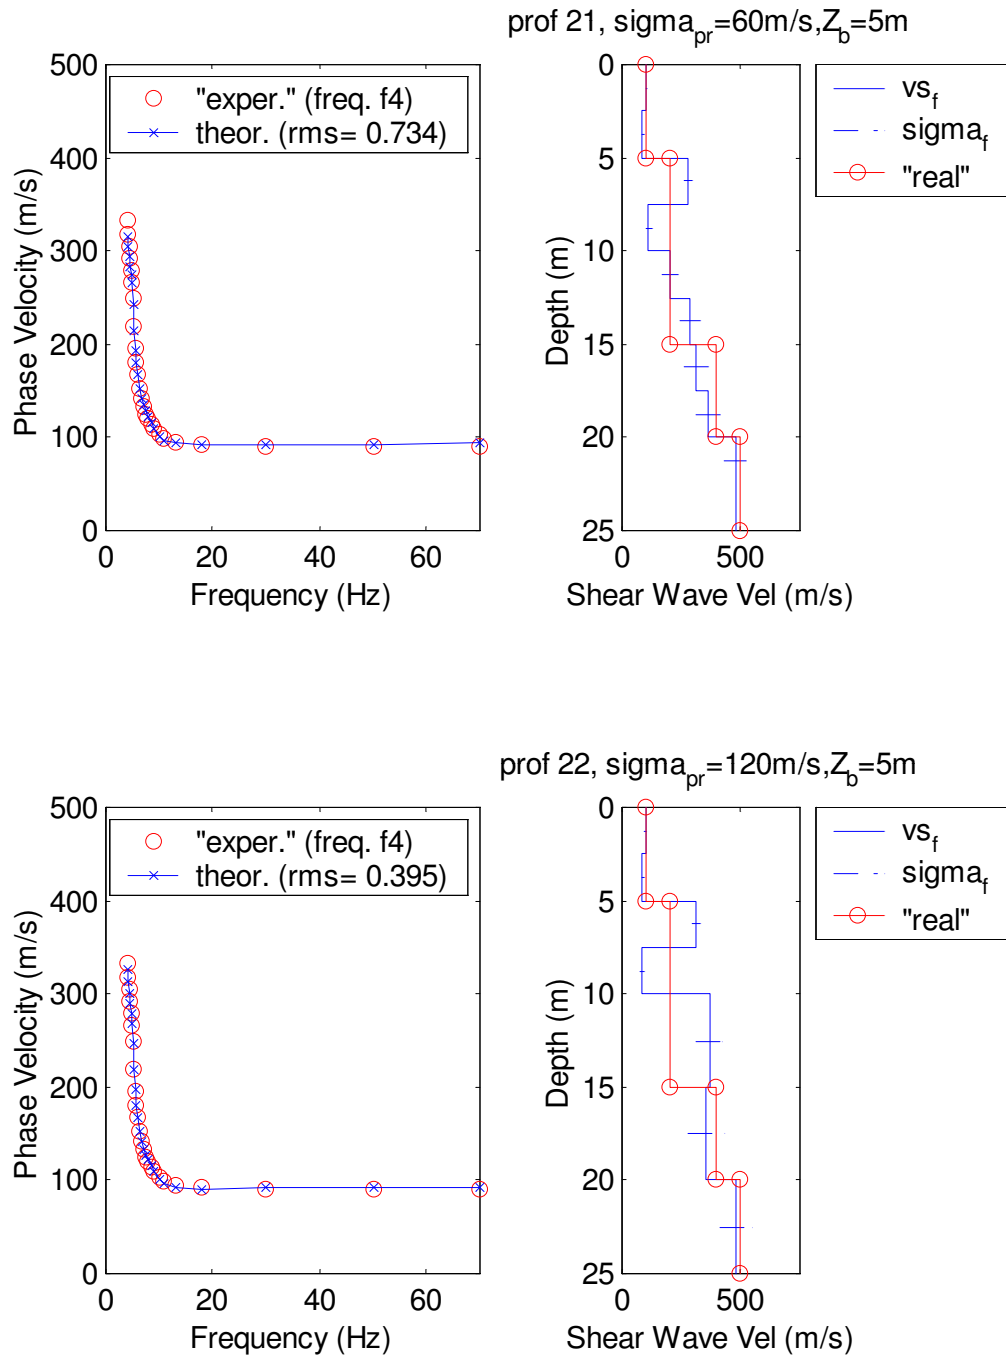 prof 21, sigma_pr=60m/s,Z_b=5m
500
400
300
200
100
0
Phase Velocity (m/s)
"exper." (freq. f4)
theor. (rms= 0.734)
0
20
40
60
Frequency (Hz)
0
5
10
15
20
25
Depth (m)
0
500
Shear Wave Vel (m/s)
vs_f
sigma_f
"real"
prof 22, sigma_pr=120m/s,Z_b=5m
500
400
300
200
100
0
Phase Velocity (m/s)
"exper." (freq. f4)
theor. (rms= 0.395)
0
20
40
60
Frequency (Hz)
0
5
10
15
20
25
Depth (m)
0
500
Shear Wave Vel (m/s)
vs_f
sigma_f
"real"